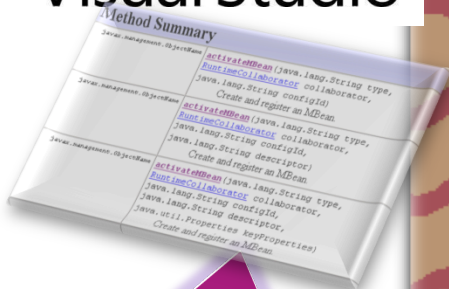 Visual Studio
Method Summary
javax.management.ObjectName
activateMBean(java.lang.String type,
RuntimeCollaborator collaborator,
java.lang.String configId)
Create and register an MBean.
javax.management.ObjectName
activateMBean(java.lang.String type,
RuntimeCollaborator collaborator,
java.lang.String configId,
java.lang.String descriptor)
Create and register an MBean.
javax.management.ObjectName
activateMBean(java.lang.String type,
RuntimeCollaborator collaborator,
java.lang.String configId,
java.lang.String descriptor,
java.util.Properties keyProperties)
Create and register an MBean.